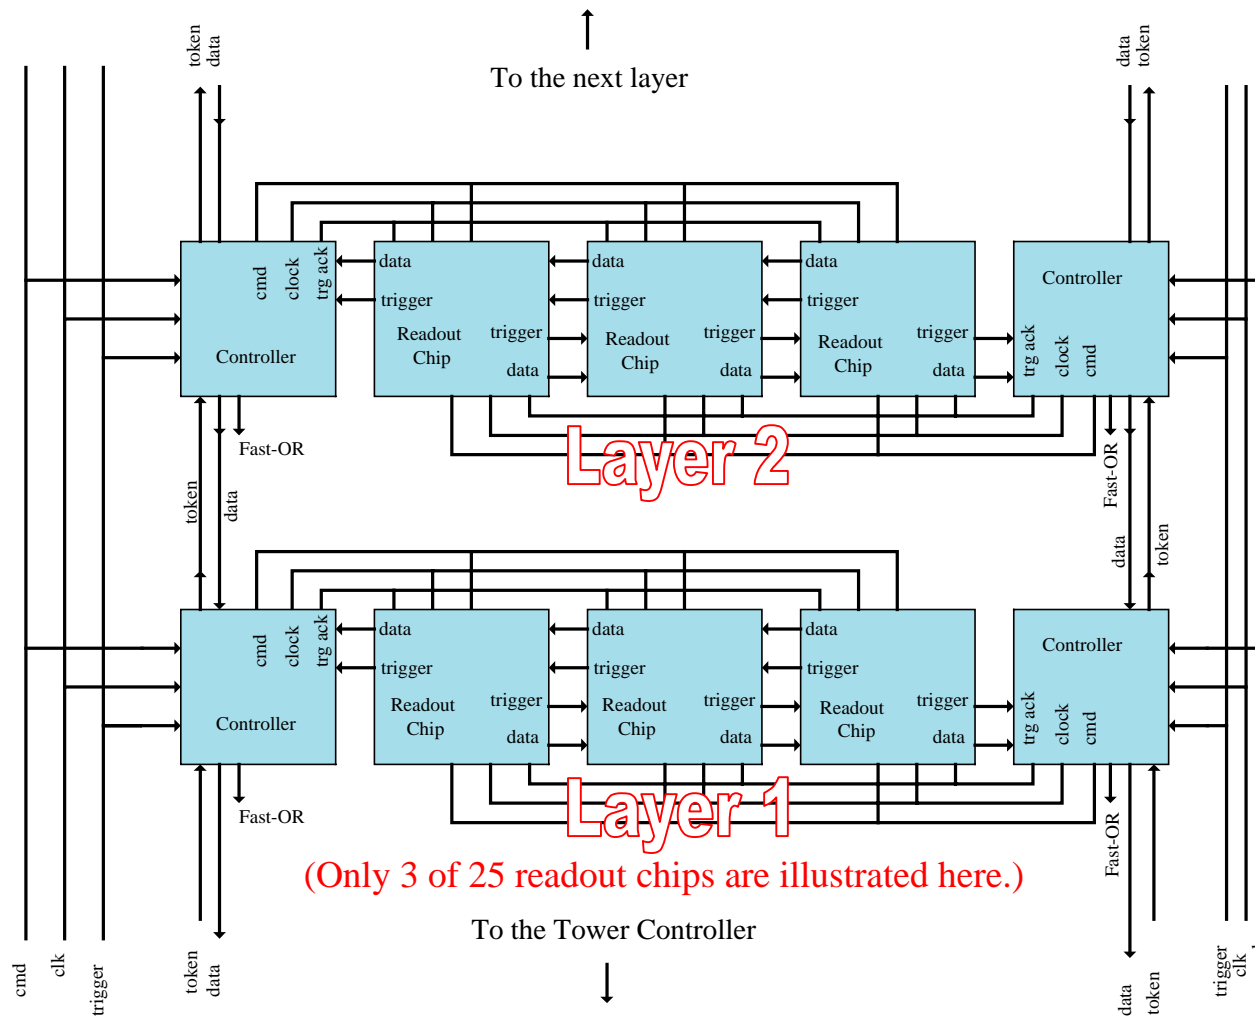 token
data
data
token
To the next layer
cmd
clock
trg ack
Controller
data
trigger
Readout
Chip
trigger
data
data
trigger
Readout
Chip
trigger
data
data
trigger
Readout
Chip
trigger
data
Controller
trg ack
clock
cmd
Fast-OR
Layer 2
Fast-OR
token
data
data
token
cmd
clock
trg ack
Controller
data
trigger
Readout
Chip
trigger
data
data
trigger
Readout
Chip
trigger
data
data
trigger
Readout
Chip
trigger
data
Controller
trg ack
clock
cmd
Fast-OR
Layer 1
Fast-OR
(Only 3 of 25 readout chips are illustrated here.)
To the Tower Controller
cmd
clk
trigger
token
data
data
token
trigger
clk